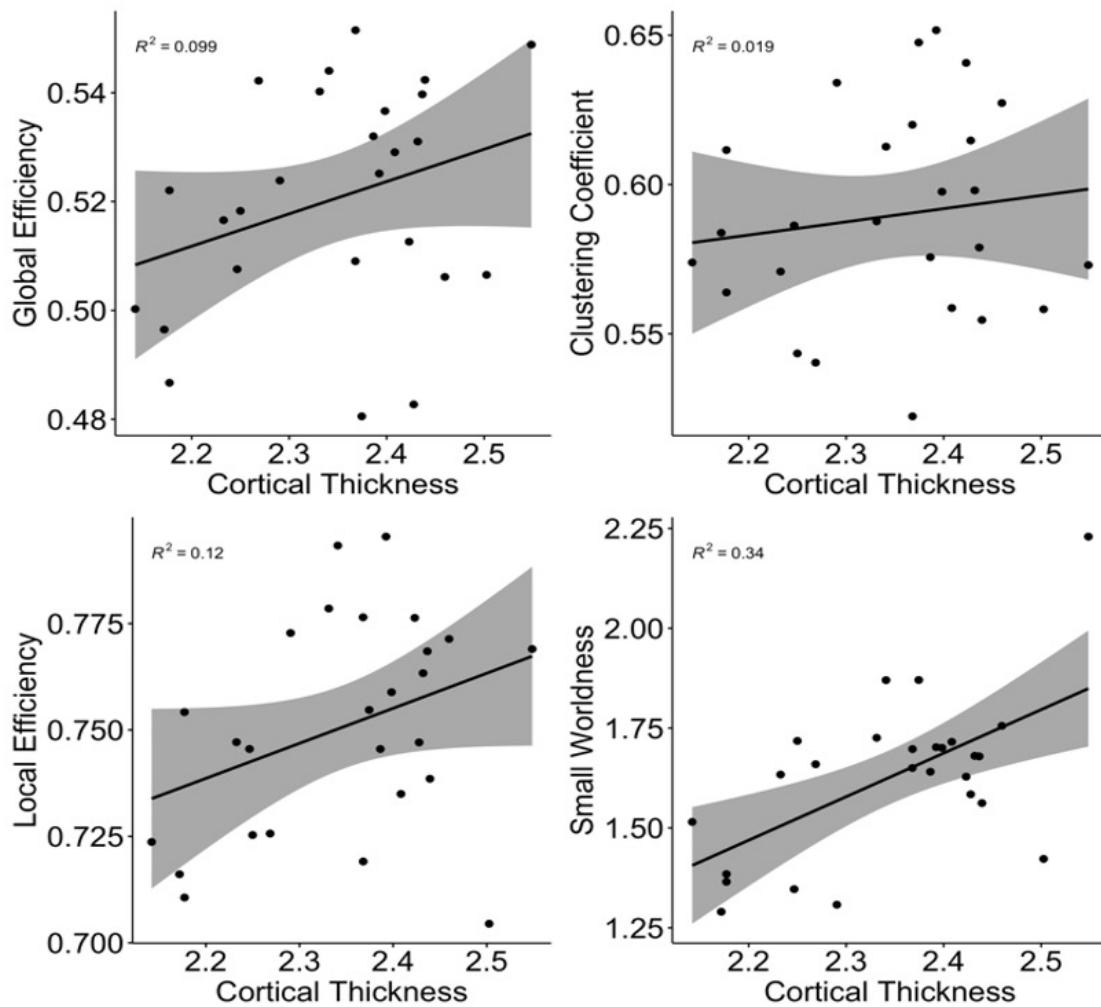 R² = 0.099
Global Efficiency
0.54
0.52
0.50
0.48
2.2 2.3 2.4 2.5
Cortical Thickness
R² = 0.019
Clustering Coefficient
0.65
0.60
0.55
2.2 2.3 2.4 2.5
Cortical Thickness
R² = 0.12
Local Efficiency
0.775
0.750
0.725
0.700
2.2 2.3 2.4 2.5
Cortical Thickness
R² = 0.34
Small Worldness
2.25
2.00
1.75
1.50
1.25
2.2 2.3 2.4 2.5
Cortical Thickness